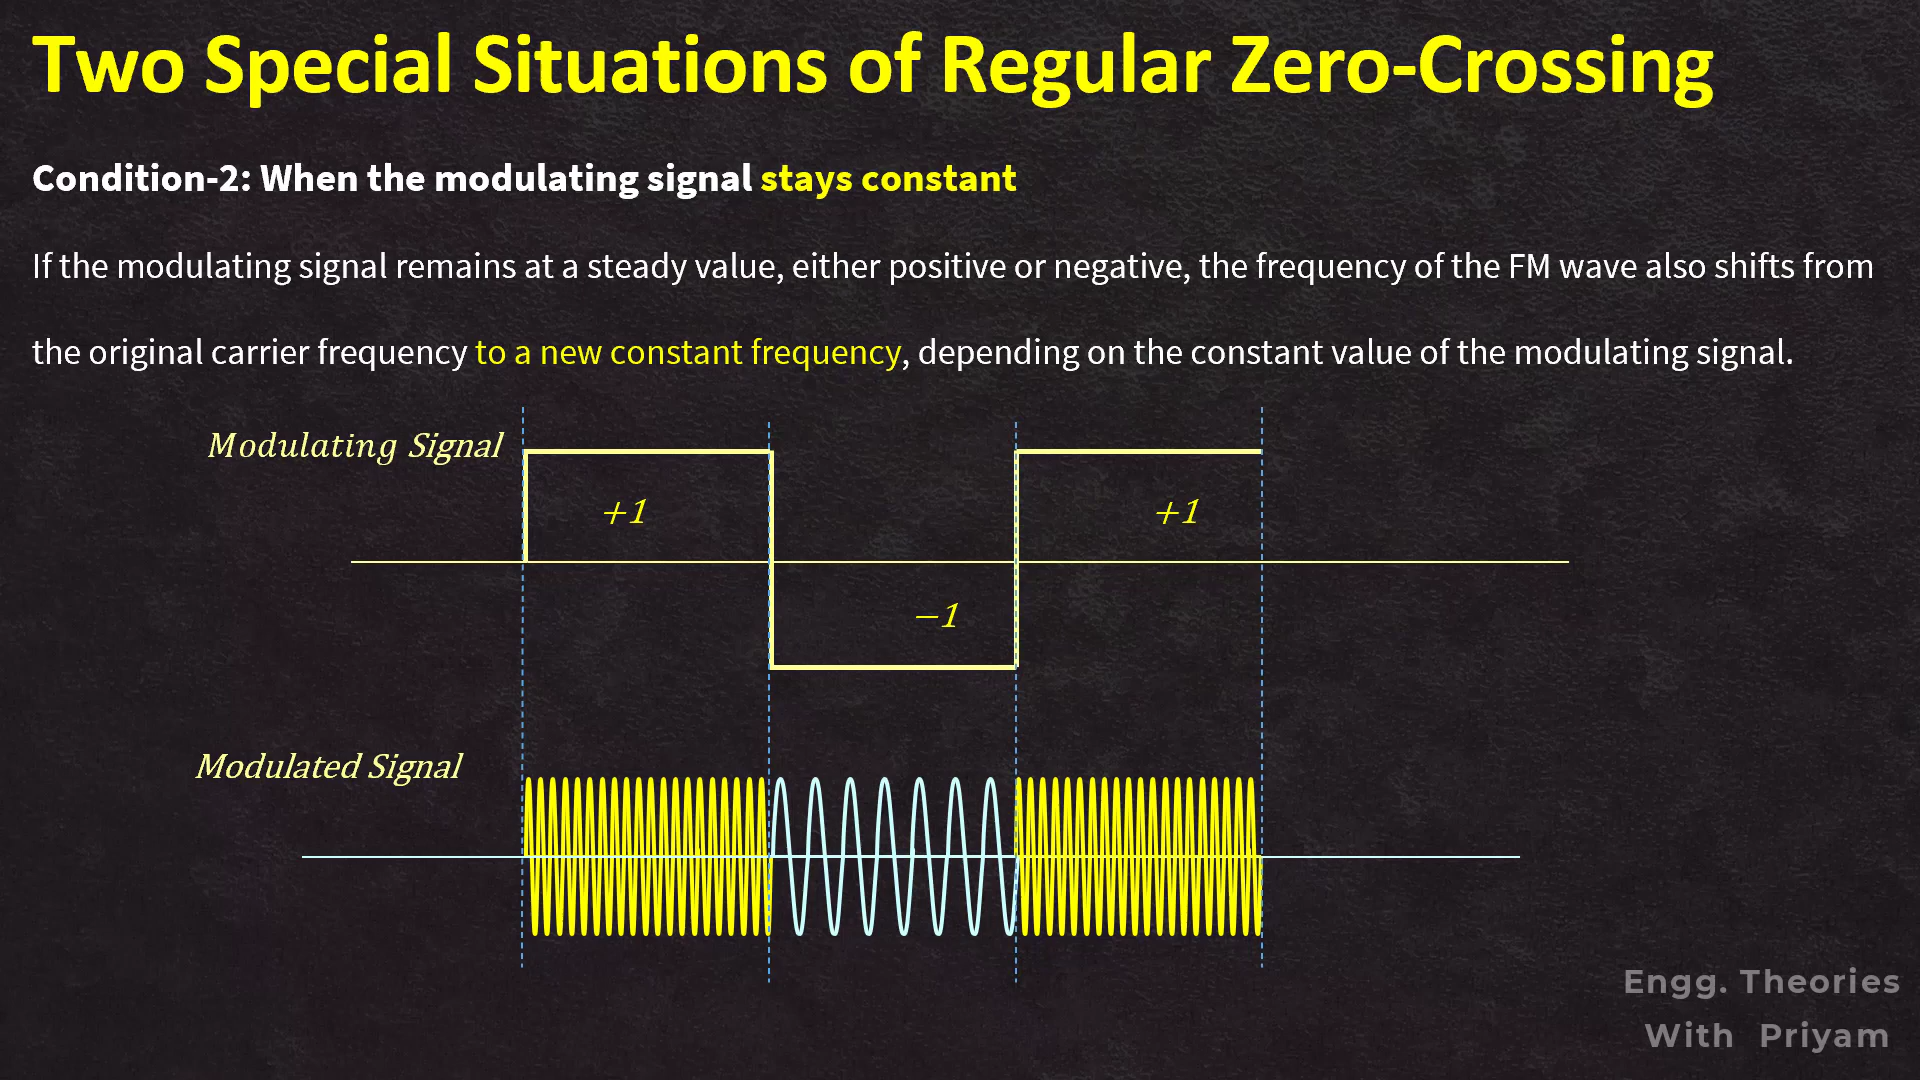 Two Special Situations of Regular Zero-Crossing
Condition-2: When the modulating signal stays constant
If the modulating signal remains at a steady value, either positive or negative, the frequency of the FM wave also shifts from
the original carrier frequency to a new constant frequency, depending on the constant value of the modulating signal.
Modulating Signal
+1
+1
−1
Modulated Signal
Engg. Theories
With Priyam